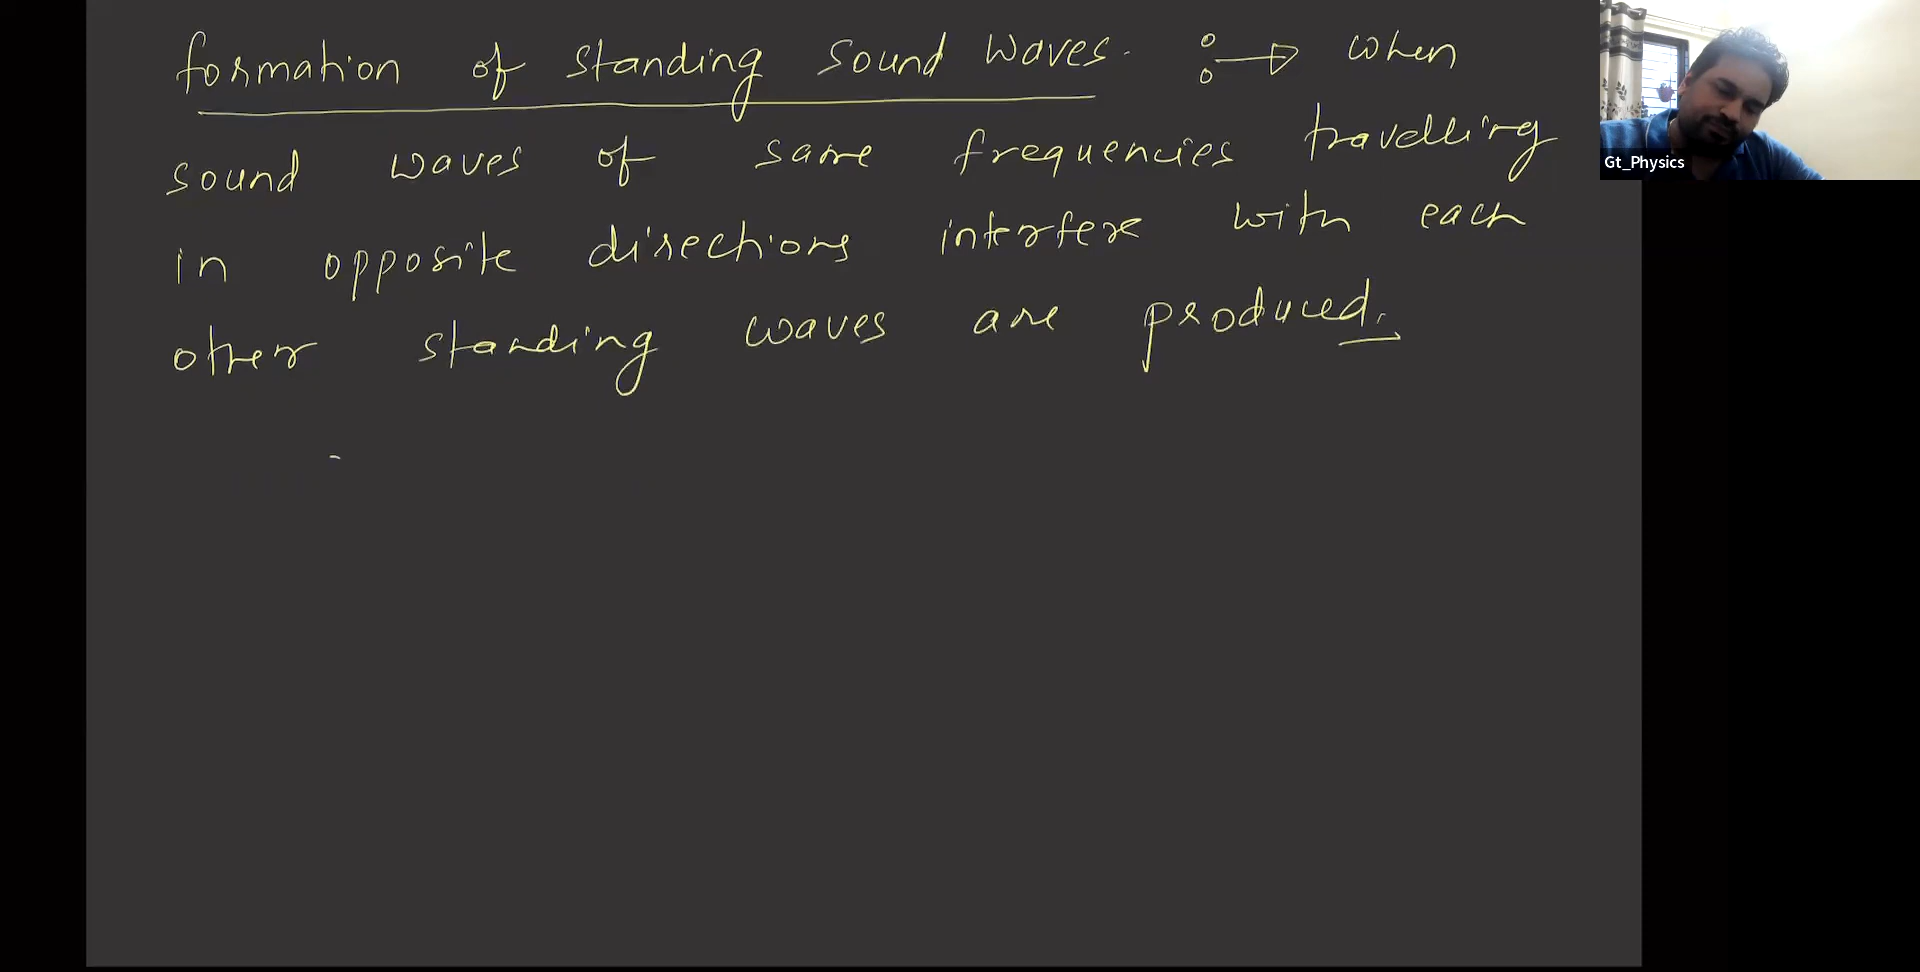 formation of standing sound waves. :→ when
sound waves of same frequencies travelling
in opposite directions interfere with each
other standing waves are produced.
Gt_Physics